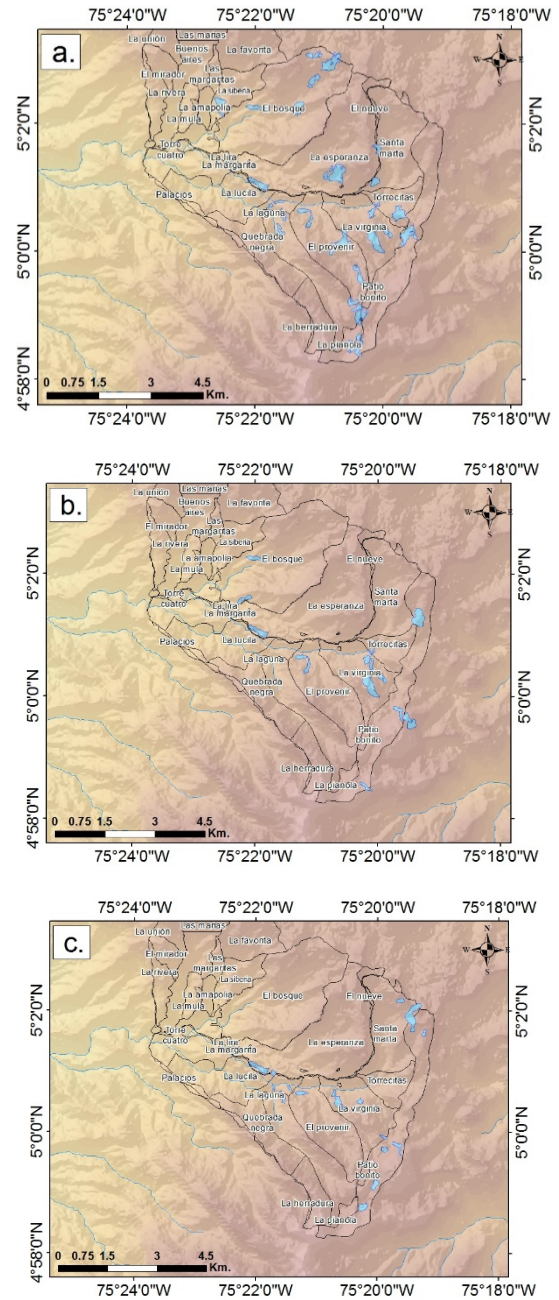 75°24'0"W 75°22'0"W 75°20'0"W 75°18'0"W
a.
N
W E
S
La unión
Las marías
La favorita
Buenos
aires
El mirador
Las
margaritas
La rivera
La siberia
La amapolia
La mula
El bosque
El nueve
Torre
cuatro
La lira
La margarita
La esperanza
Santa
marta
Palacios
La lucila
Torrecitas
La laguna
La virginia
Quebrada
negra
El provenir
Patio
bonito
La herradura
La pianola
5°2'0"N
5°0'0"N
4°58'0"N
5°2'0"N
5°0'0"N
0 0.75 1.5 3 4.5
Km.
75°24'0"W 75°22'0"W 75°20'0"W 75°18'0"W
75°24'0"W 75°22'0"W 75°20'0"W 75°18'0"W
b.
N
W E
S
La unión
Las marías
La favorita
Buenos
aires
El mirador
Las
margaritas
La rivera
La siberia
La amapolia
La mula
El bosque
El nueve
Torre
cuatro
La lira
La margarita
La esperanza
Santa
marta
Palacios
La lucila
Torrecitas
La laguna
La virginia
Quebrada
negra
El provenir
Patio
bonito
La herradura
La pianola
5°2'0"N
5°0'0"N
4°58'0"N
5°2'0"N
5°0'0"N
4°58'0"N
0 0.75 1.5 3 4.5
Km.
75°24'0"W 75°22'0"W 75°20'0"W 75°18'0"W
75°24'0"W 75°22'0"W 75°20'0"W 75°18'0"W
c.
N
W E
S
La unión
Las marías
La favorita
El mirador
Las
margaritas
La rivera
La siberia
La amapolia
La mula
El bosque
El nueve
Torre
cuatro
La lira
La margarita
La esperanza
Santa
marta
Palacios
La lucila
Torrecitas
La laguna
La virginia
Quebrada
negra
El provenir
Patio
bonito
La herradura
La pianola
5°2'0"N
5°0'0"N
4°58'0"N
5°2'0"N
5°0'0"N
4°58'0"N
0 0.75 1.5 3 4.5
Km.
75°24'0"W 75°22'0"W 75°20'0"W 75°18'0"W